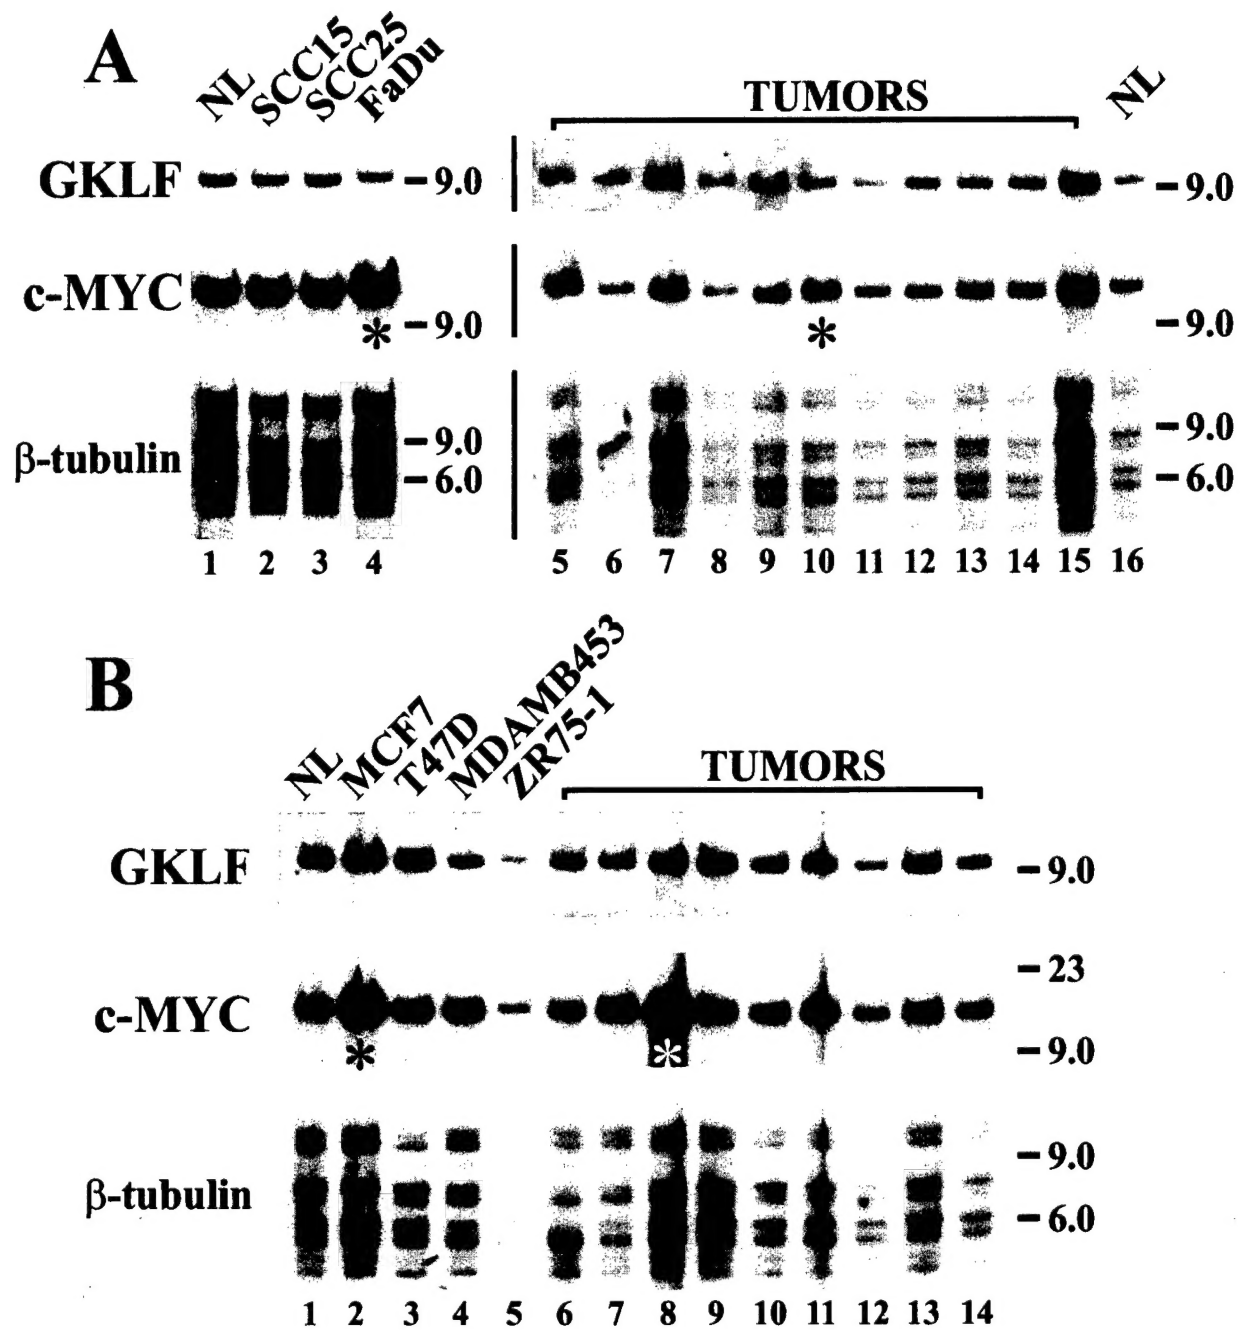 A
NL SCC15 SCC25 FaDu
TUMORS
NL
GKLF
9.0
9.0
c-MYC
9.0
*
*
9.0
β-tubulin
9.0
6.0
9.0
6.0
1 2 3 4 5 6 7 8 9 10 11 12 13 14 15 16
B
NL MCF7 T47D MDAMB453 ZR75-1
TUMORS
GKLF
9.0
c-MYC
23
9.0
*
*
β-tubulin
9.0
6.0
1 2 3 4 5 6 7 8 9 10 11 12 13 14